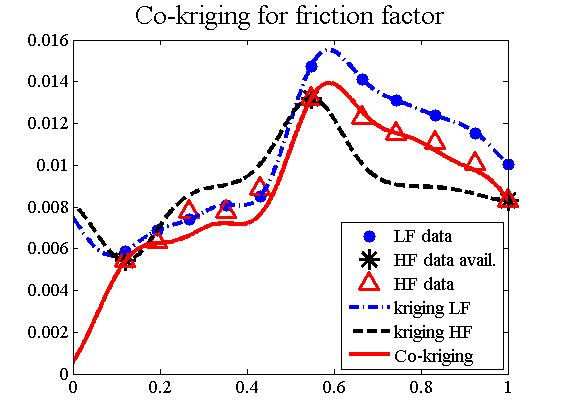 Co-kriging for friction factor
0.016
0.014
0.012
0.01
0.008
0.006
0.004
0.002
0
LF data
HF data avail.
HF data
kriging LF
kriging HF
Co-kriging
0 0.2 0.4 0.6 0.8 1